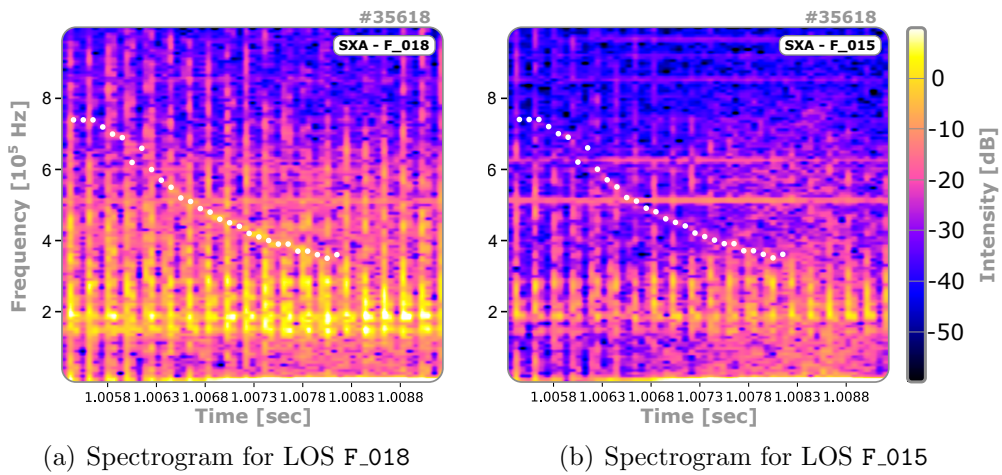 #35618
#35618
SXA - F_018
SXA - F_015
Frequency [10⁵ Hz]
8
6
4
2
8
6
4
2
0
-10
-20
-30
-40
-50
Intensity [dB]
1.0058 1.0063 1.0068 1.0073 1.0078 1.0083 1.0088
1.0058 1.0063 1.0068 1.0073 1.0078 1.0083 1.0088
Time [sec]
Time [sec]
(a) Spectrogram for LOS F_018
(b) Spectrogram for LOS F_015